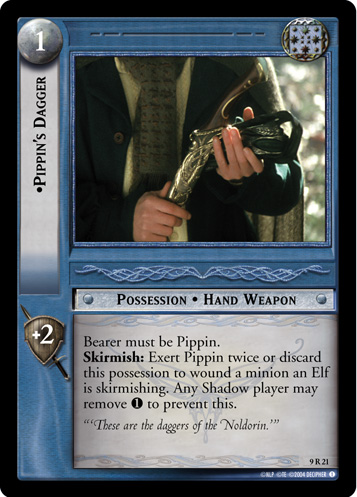 1
•Pippin's Dagger
Possession • Hand Weapon
+2
Bearer must be Pippin.
Skirmish: Exert Pippin twice or discard
this possession to wound a minion an Elf
is skirmishing. Any Shadow player may
remove 1 to prevent this.
“‘These are the daggers of the Noldorin.’”
9 R 21
©NLP ©TE ©2004 DECIPHER